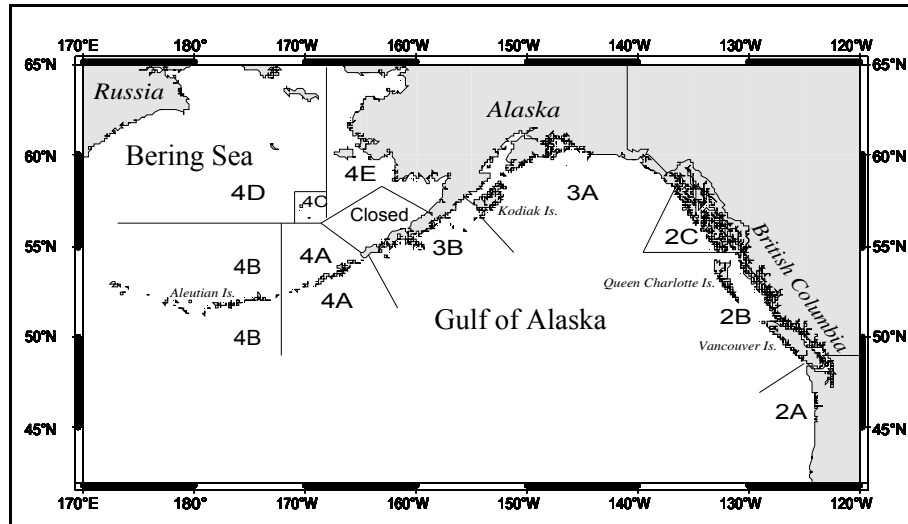 170°E 180° 170°W 160°W 150°W 140°W 130°W 120°W
65°N 65°N
Russia
Alaska
Bering Sea
60°N 60°N
4E
4D
4C
3A
Closed
Kodiak Is.
55°N 55°N
3B
2C
British Columbia
4B
4A
Aleutian Is.
4A
Queen Charlotte Is.
Gulf of Alaska
2B
50°N 50°N
4B
Vancouver Is.
2A
45°N 45°N
170°E 180° 170°W 160°W 150°W 140°W 130°W 120°W